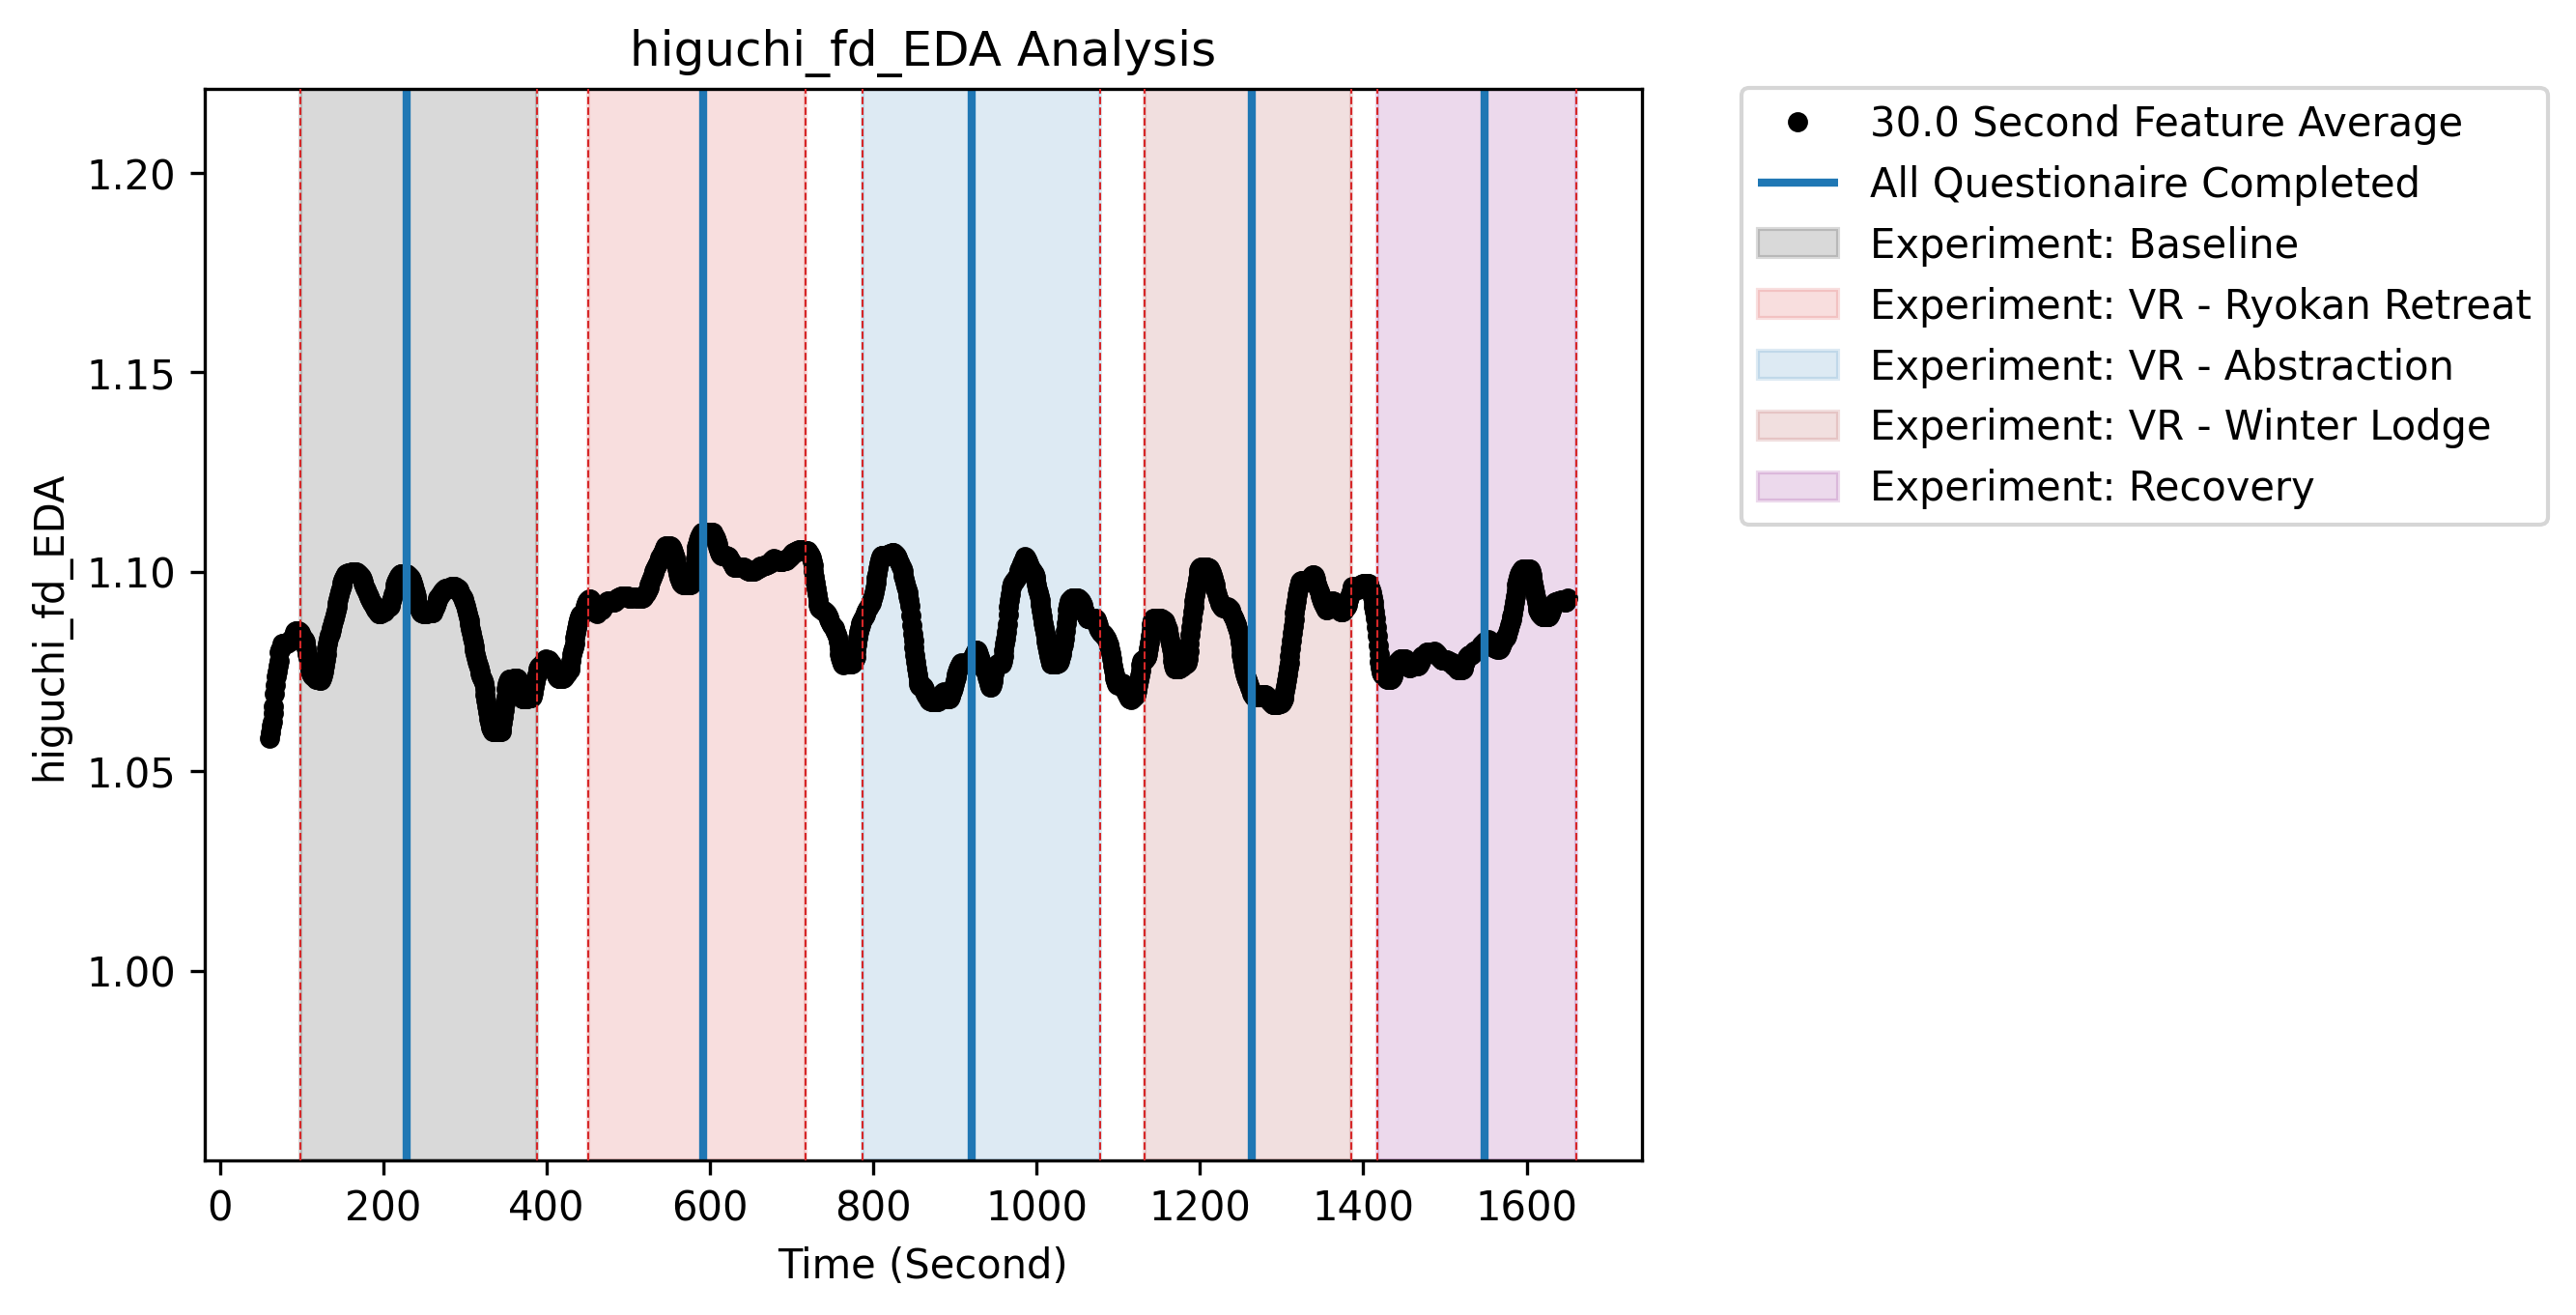 higuchi_fd_EDA Analysis
higuchi_fd_EDA
1.20
1.15
1.10
1.05
1.00
0 200 400 600 800 1000 1200 1400 1600
Time (Second)
30.0 Second Feature Average
All Questionaire Completed
Experiment: Baseline
Experiment: VR - Ryokan Retreat
Experiment: VR - Abstraction
Experiment: VR - Winter Lodge
Experiment: Recovery